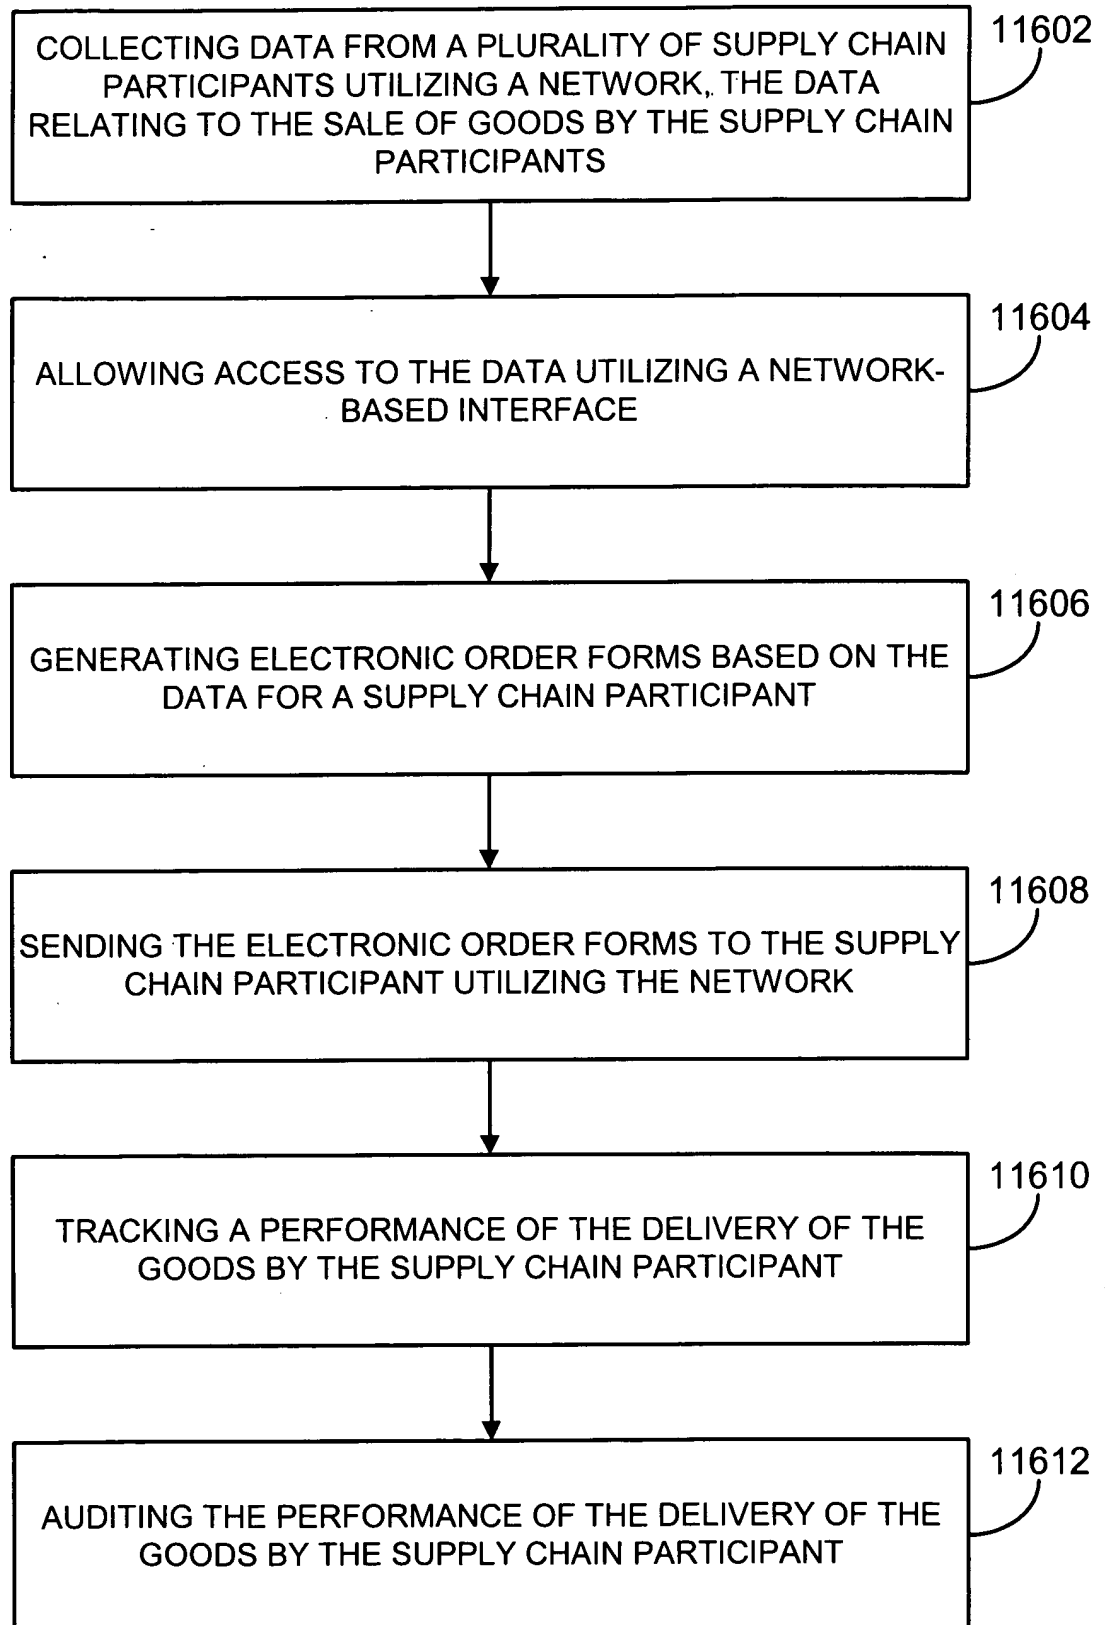 COLLECTING DATA FROM A PLURALITY OF SUPPLY CHAIN
PARTICIPANTS UTILIZING A NETWORK, THE DATA
RELATING TO THE SALE OF GOODS BY THE SUPPLY CHAIN
PARTICIPANTS
11602
ALLOWING ACCESS TO THE DATA UTILIZING A NETWORK-
BASED INTERFACE
11604
GENERATING ELECTRONIC ORDER FORMS BASED ON THE
DATA FOR A SUPPLY CHAIN PARTICIPANT
11606
SENDING THE ELECTRONIC ORDER FORMS TO THE SUPPLY
CHAIN PARTICIPANT UTILIZING THE NETWORK
11608
TRACKING A PERFORMANCE OF THE DELIVERY OF THE
GOODS BY THE SUPPLY CHAIN PARTICIPANT
11610
AUDITING THE PERFORMANCE OF THE DELIVERY OF THE
GOODS BY THE SUPPLY CHAIN PARTICIPANT
11612